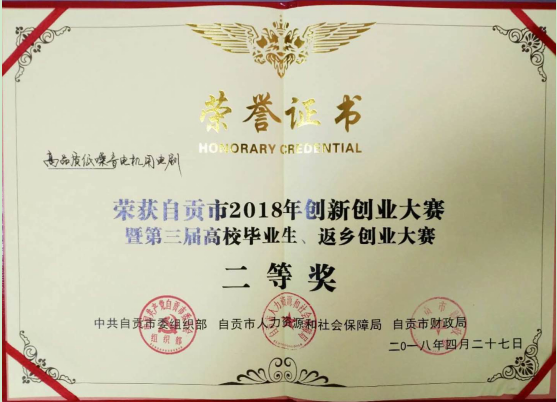 荣誉证书
HONORARY CREDENTIAL
高品质低噪音电机用电刷
荣获自贡市2018年创新创业大赛
暨第三届高校毕业生、返乡创业大赛
二等奖
中共自贡市委组织部 自贡市人力资源和社会保障局 自贡市财政局
二〇一八年四月二十七日